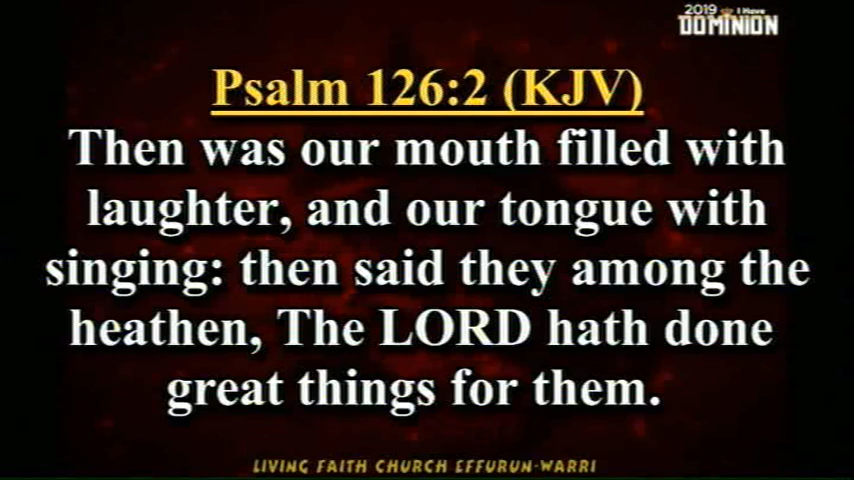 2019 I Have
DOMINION
Psalm 126:2 (KJV)
Then was our mouth filled with
laughter, and our tongue with
singing: then said they among the
heathen, The LORD hath done
great things for them.
LIVING FAITH CHURCH EFFURUN-WARRI